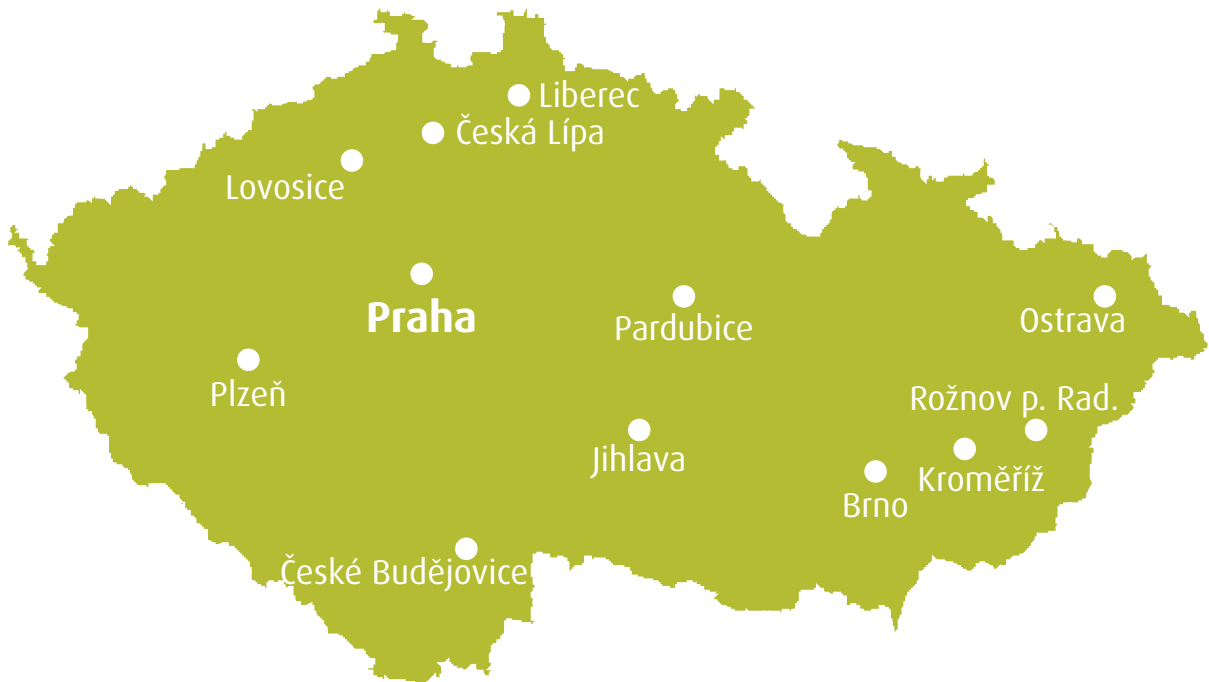 Liberec
Česká Lípa
Lovosice
Praha
Pardubice
Ostrava
Plzeň
Rožnov p. Rad.
Jihlava
Kroměříž
Brno
České Budějovice